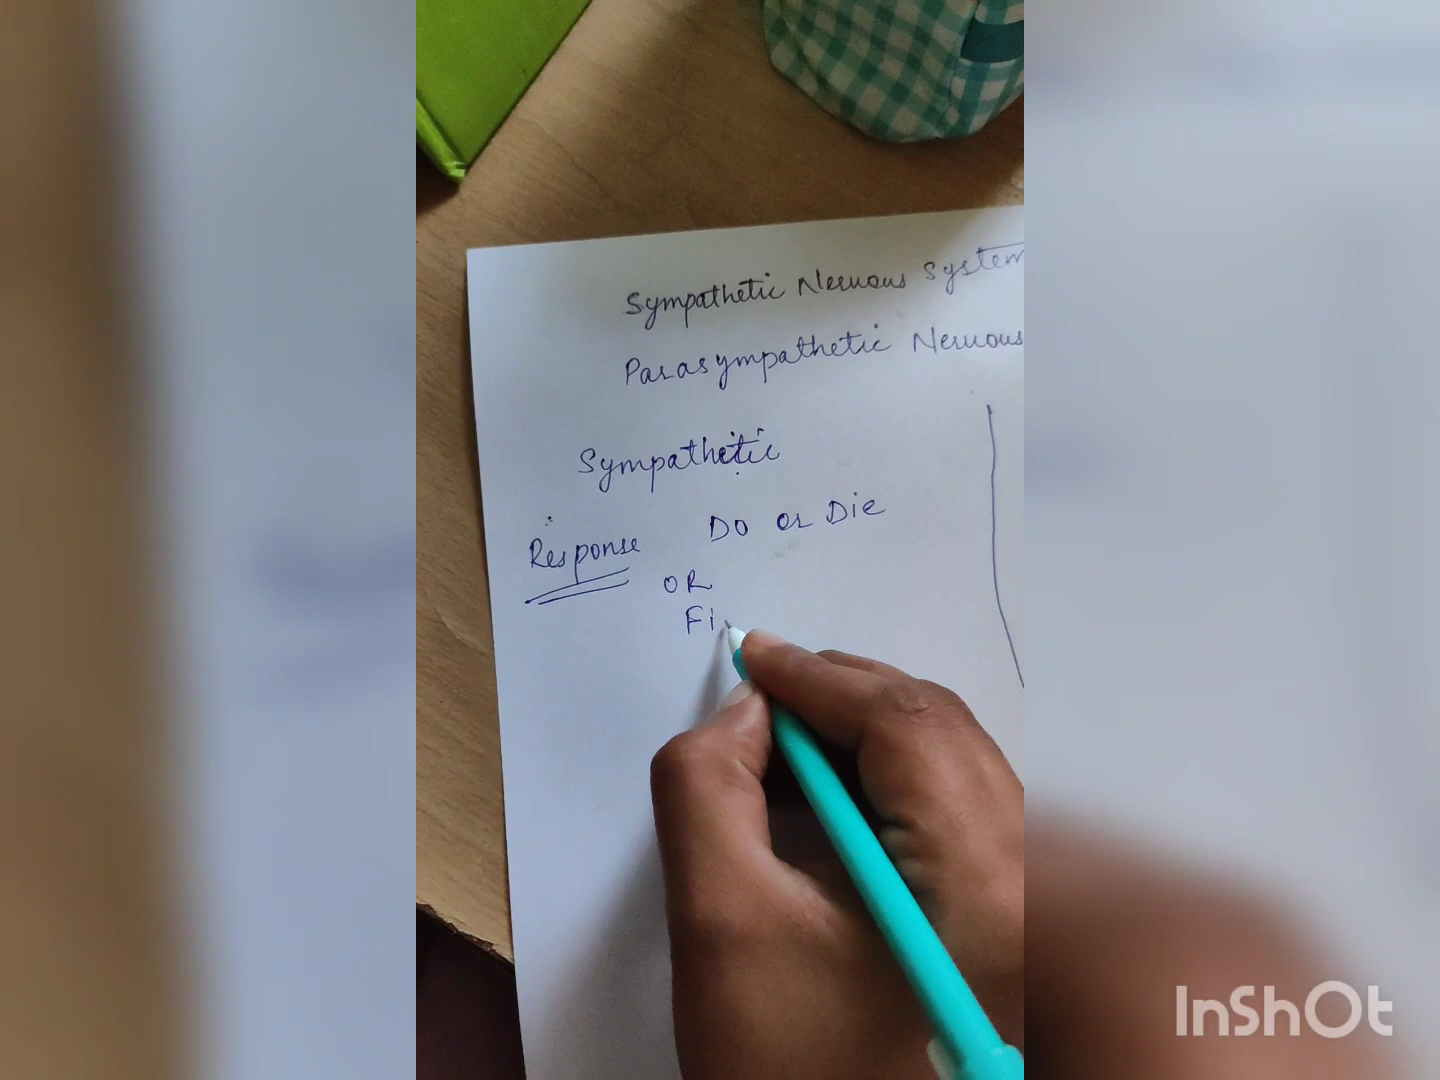 Sympathetic Nervous System
Parasympathetic Nervous
Sympathetic
Response Do or Die
OR
Fi
InShOt